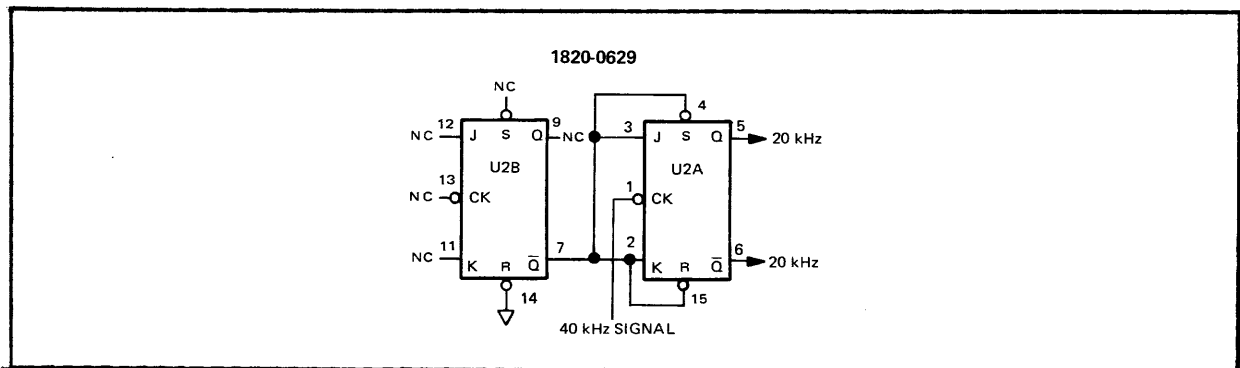 1820-0629
NC
4
NC 12 J S Q 9 NC
3 J S Q 5 20 kHz
U2B
U2A
NC 13 CK
1 CK
NC 11 K R Q̅ 7
2 K R Q̅ 6 20 kHz
14
15
40 kHz SIGNAL